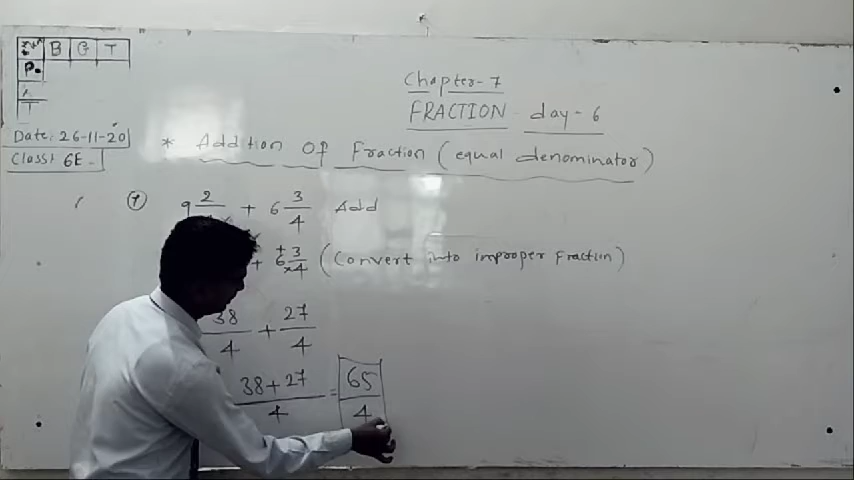 B G T
P.
A
T
Chapter-7
FRACTION day-6
Date: 26-11-20
Class: 6E
* Addition Of Fraction (equal denominator)
9 2/ + 6 3/4 Add
+ 6 3/4 (Convert into improper Fraction)
38/4 + 27/4
38+27/4 = 65/4